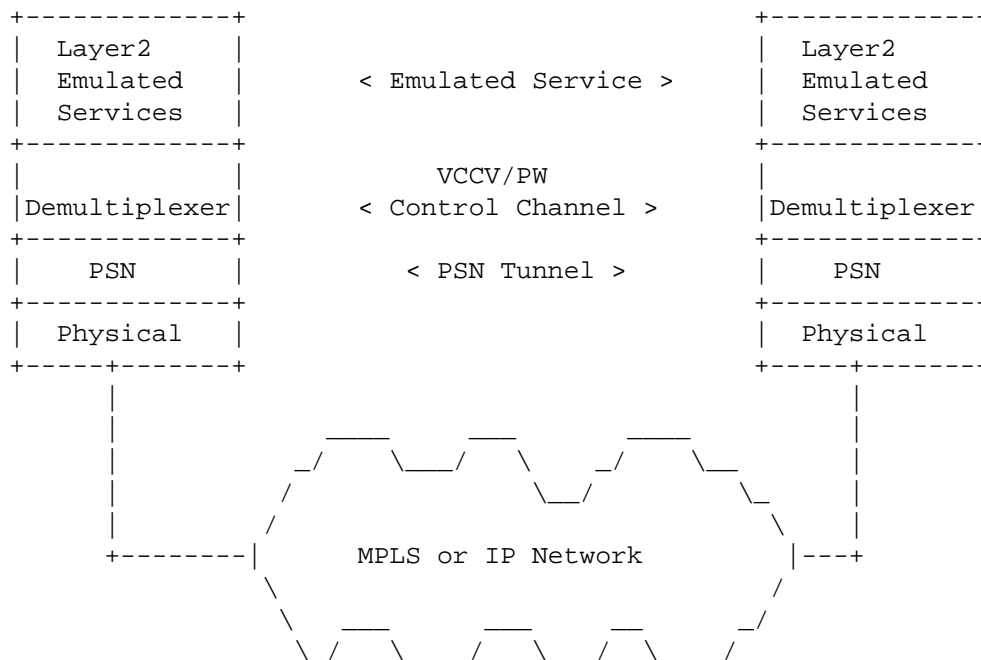 Layer2 Layer2
Emulated < Emulated Service > Emulated
Services Services
VCCV/PW
Demultiplexer < Control Channel > Demultiplexer
PSN < PSN Tunnel > PSN
Physical Physical
MPLS or IP Network